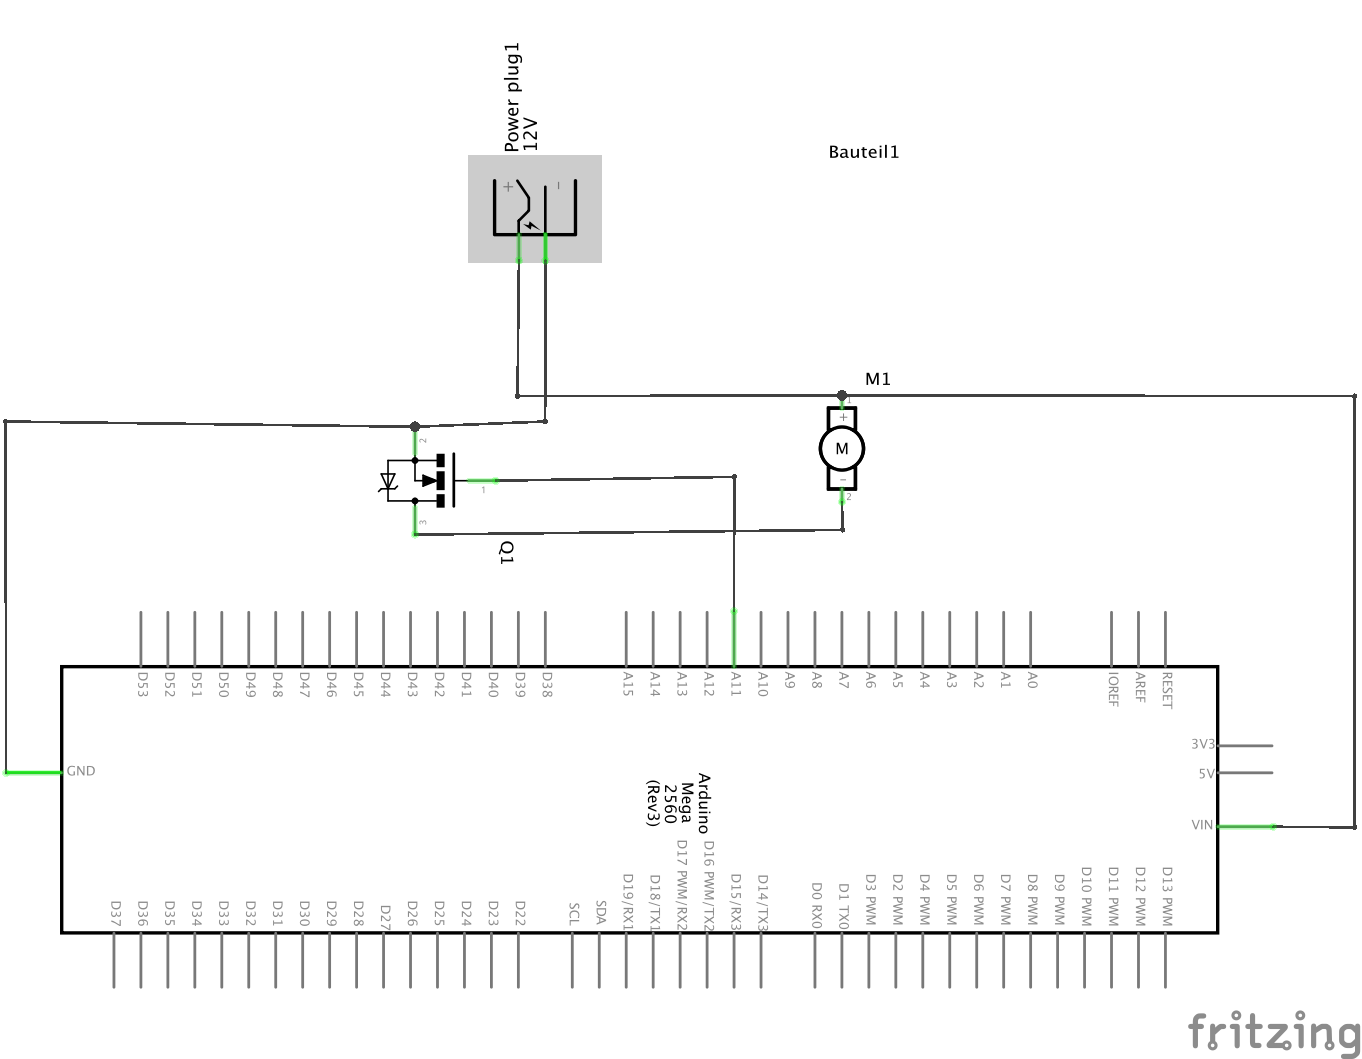 Power plug1
12V
Bauteil1
+
-
M1
1
+
M
-
2
2
1
3
Q1
D53
D52
D51
D50
D49
D48
D47
D46
D45
D44
D43
D42
D41
D40
D39
D38
A15
A14
A13
A12
A11
A10
A9
A8
A7
A6
A5
A4
A3
A2
A1
A0
IOREF
AREF
RESET
3V3
5V
VIN
GND
Arduino
Mega
2560
(Rev3)
D37
D36
D35
D34
D33
D32
D31
D30
D29
D28
D27
D26
D25
D24
D23
D22
SCL
SDA
D19/RX1
D18/TX1
D17 PWM/RX2
D16 PWM/TX2
D15/RX3
D14/TX3
D0 RX0
D1 TX0
D3 PWM
D2 PWM
D4 PWM
D5 PWM
D6 PWM
D7 PWM
D8 PWM
D9 PWM
D10 PWM
D11 PWM
D12 PWM
D13 PWM
fritzing